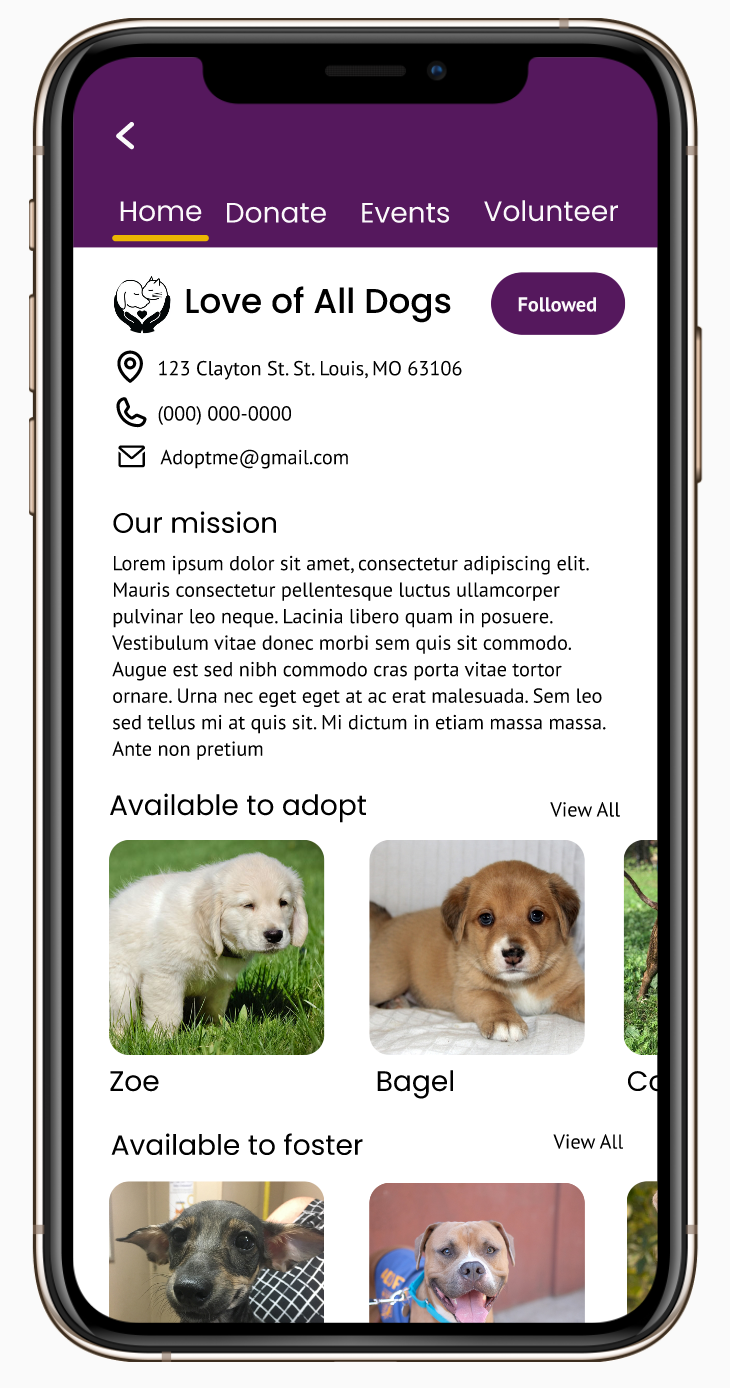 Home Donate Events Volunteer
Love of All Dogs Followed
123 Clayton St. St. Louis, MO 63106
(000) 000-0000
Adoptme@gmail.com
Our mission
Lorem ipsum dolor sit amet, consectetur adipiscing elit.
Mauris consectetur pellentesque luctus ullamcorper
pulvinar leo neque. Lacinia libero quam in posuere.
Vestibulum vitae donec morbi sem quis sit commodo.
Augue est sed nibh commodo cras porta vitae tortor
ornare. Urna nec eget eget at ac erat malesuada. Sem leo
sed tellus mi at quis sit. Mi dictum in etiam massa massa.
Ante non pretium
Available to adopt View All
Zoe Bagel
Available to foster View All